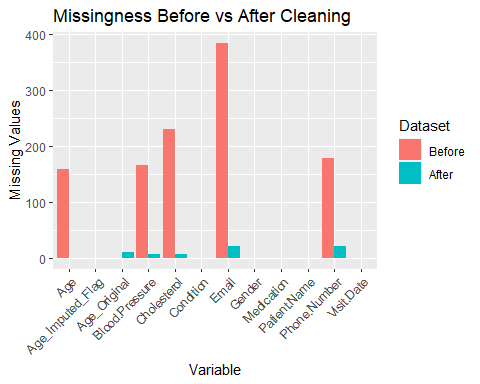 Missingness Before vs After Cleaning
Missing Values
400
300
200
100
0
Age
Age_Imputed_Flag
Age_Original
Blood.Pressure
Cholesterol
Condition
Email
Gender
Medication
Patient.Name
Phone.Number
Visit.Date
Variable
Dataset
Before
After